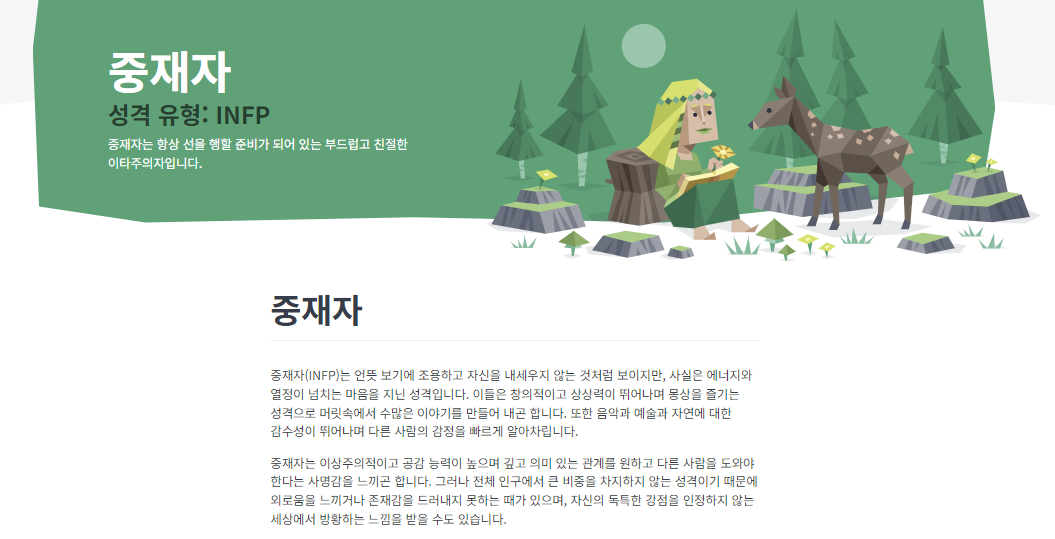 중재자
성격 유형: INFP
중재자는 항상 선을 행할 준비가 되어 있는 부드럽고 친절한
이타주의자입니다.
중재자
중재자(INFP)는 언뜻 보기에 조용하고 자신을 내세우지 않는 것처럼 보이지만, 사실은 에너지와
열정이 넘치는 마음을 지닌 성격입니다. 이들은 창의적이고 상상력이 뛰어나며 몽상을 즐기는
성격으로 머릿속에서 수많은 이야기를 만들어 내곤 합니다. 또한 음악과 예술과 자연에 대한
감수성이 뛰어나며 다른 사람의 감정을 빠르게 알아차립니다.
중재자는 이상주의적이고 공감 능력이 높으며 깊고 의미 있는 관계를 원하고 다른 사람을 도와야
한다는 사명감을 느끼곤 합니다. 그러나 전체 인구에서 큰 비중을 차지하지 않는 성격이기 때문에
외로움을 느끼거나 존재감을 드러내지 못하는 때가 있으며, 자신의 독특한 강점을 인정하지 않는
세상에서 방황하는 느낌을 받을 수도 있습니다.